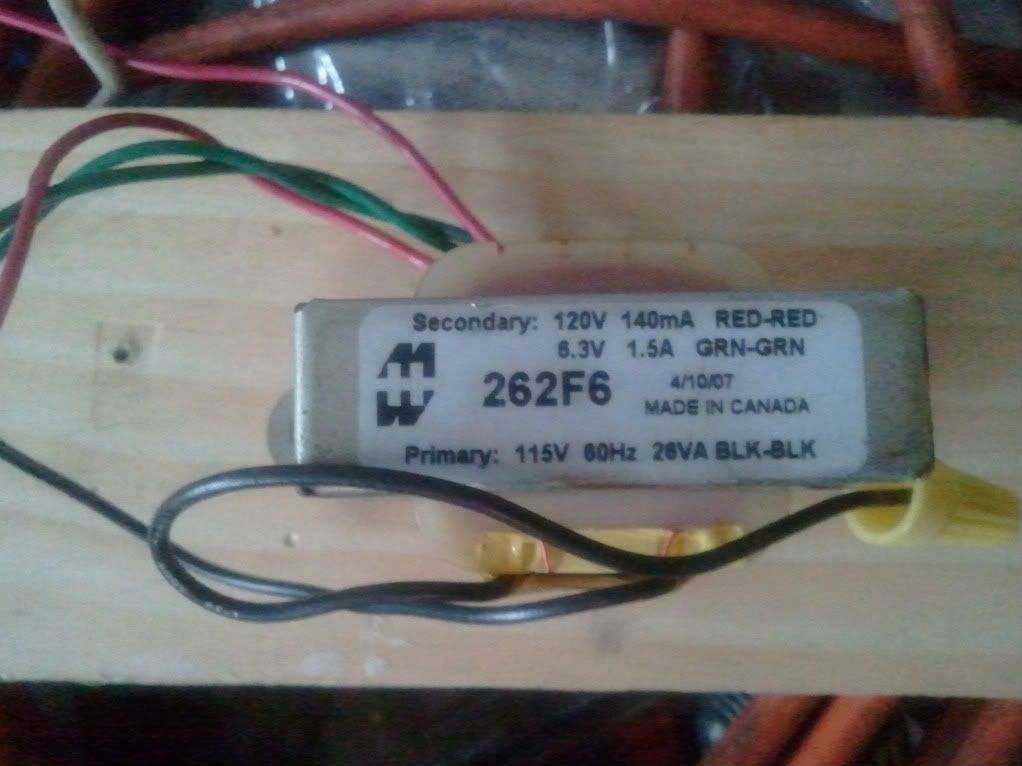 Secondary: 120V 140mA RED-RED
6.3V 1.5A GRN-GRN
262F6
4/10/07
MADE IN CANADA
Primary: 115V 60Hz 26VA BLK-BLK